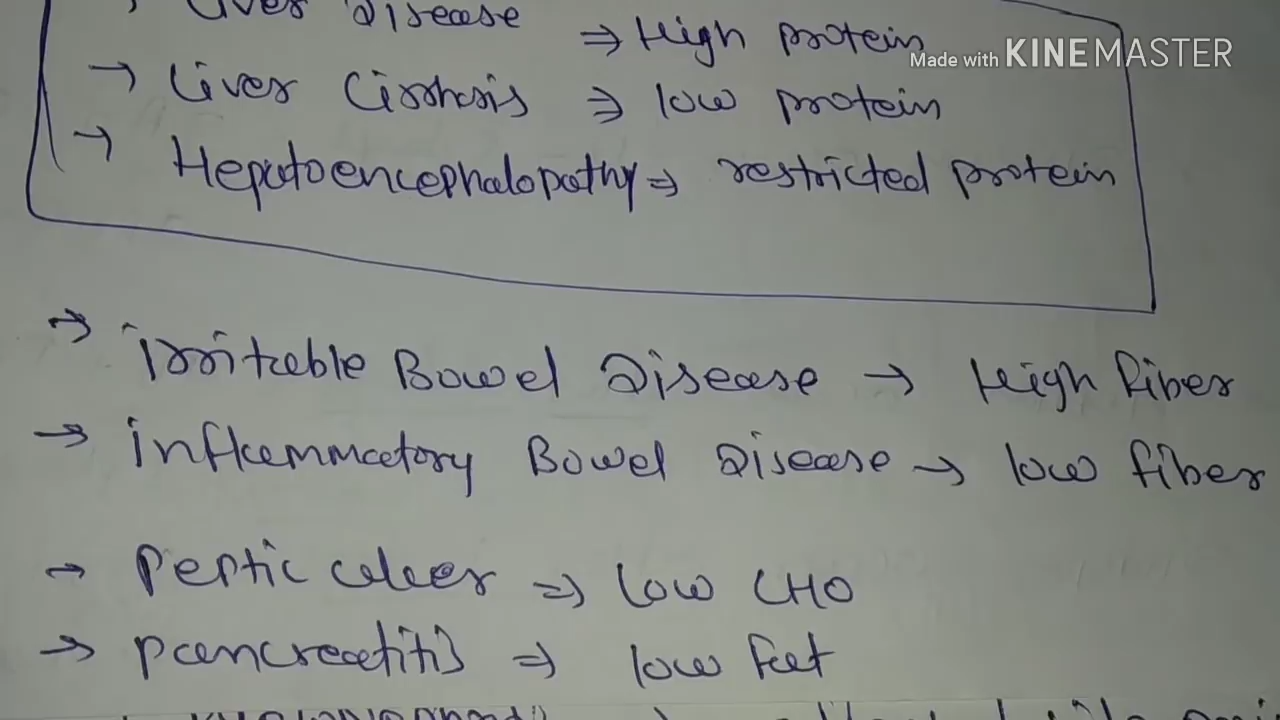 Liver Disease ⇒ High protein
Made with KINEMASTER
→ Liver Cirrhosis ⇒ low protein
→ Hepatoencephalopathy ⇒ restricted protein
→ irritable Bowel Disease → High fiber
→ inflammatory Bowel Disease → low fiber
→ Peptic ulcer ⇒ low CHO
→ pancreatitis ⇒ low fat